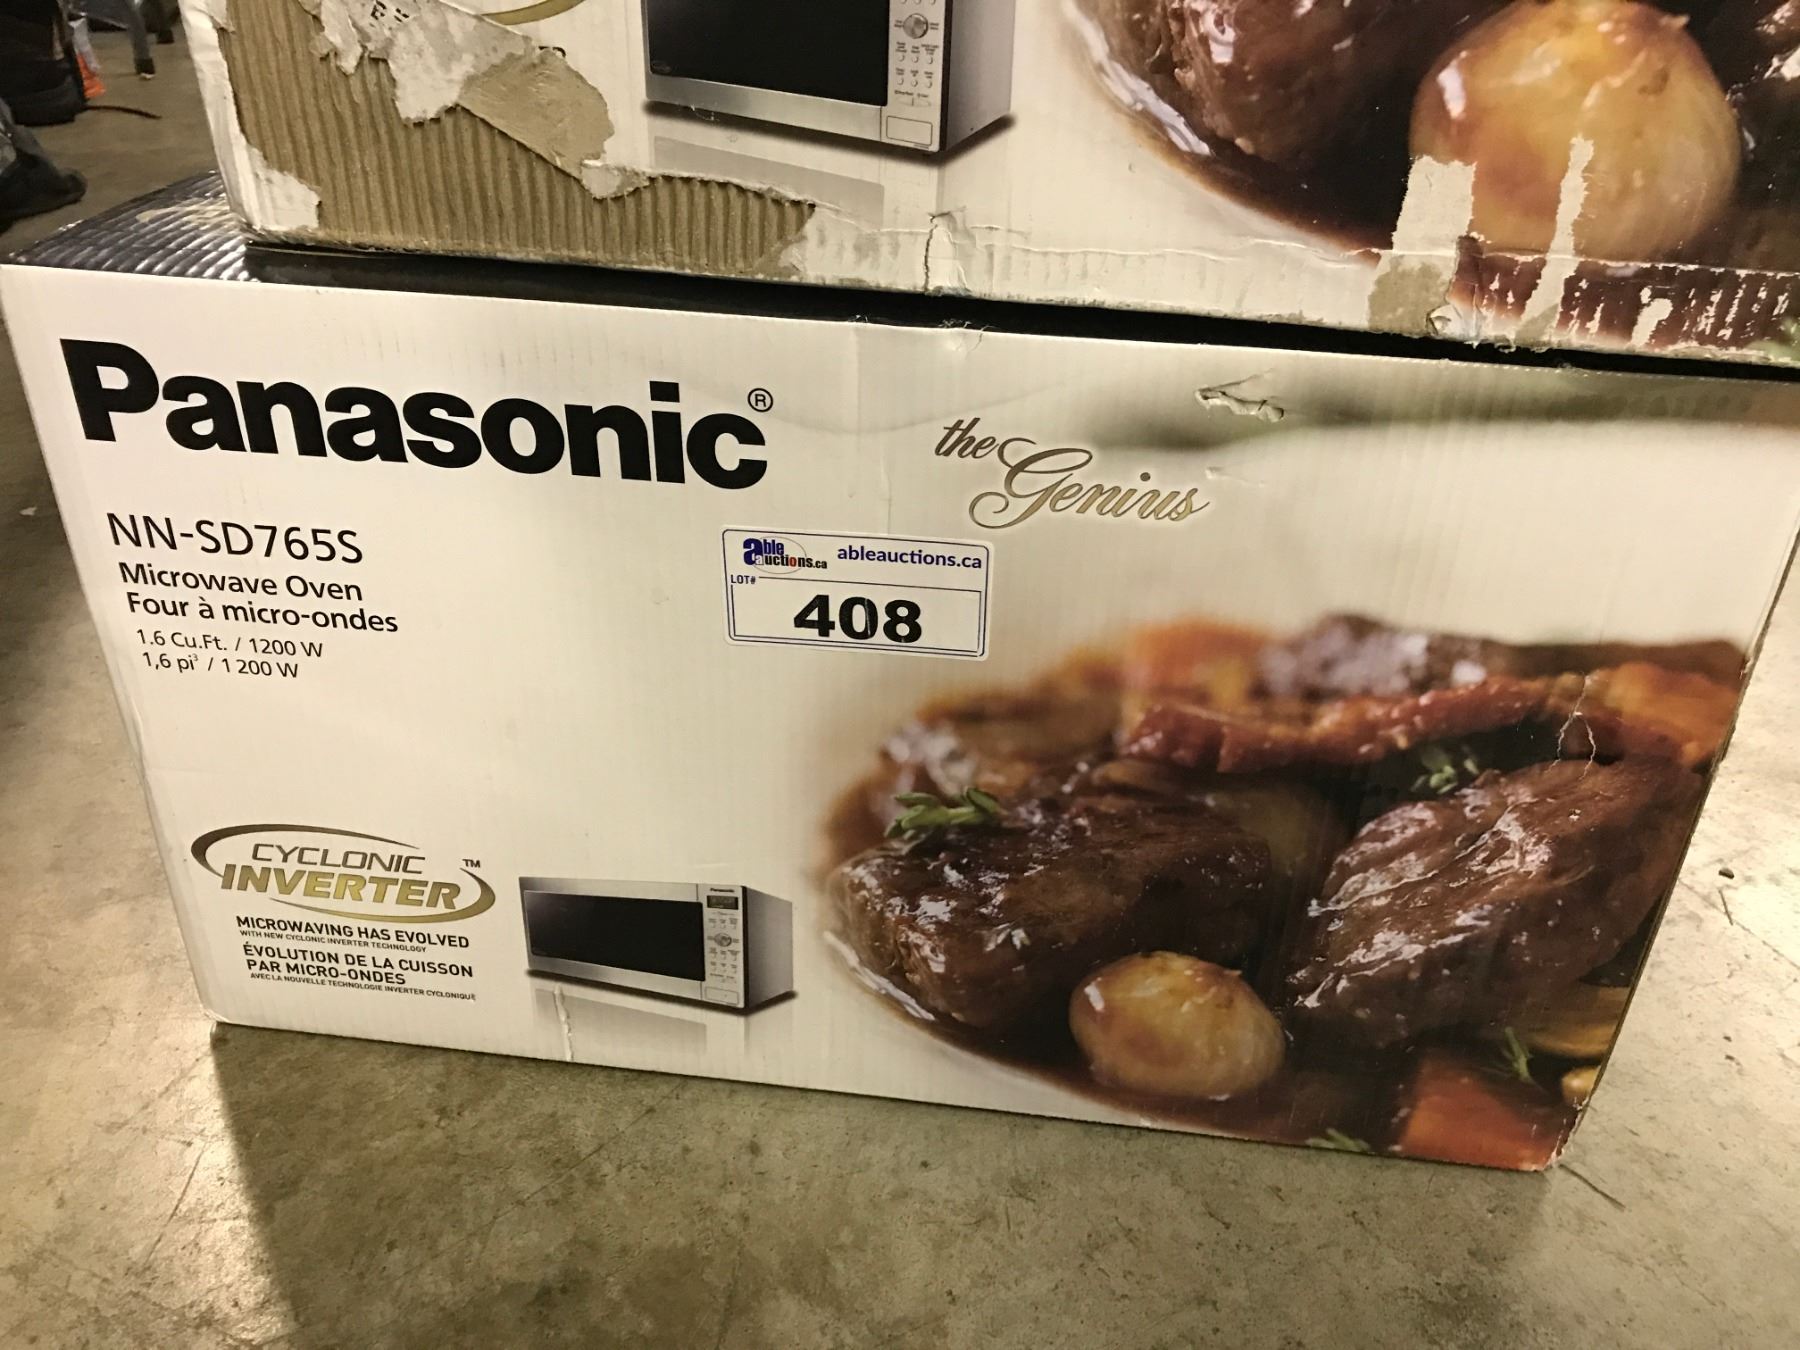 Panasonic®
the Genius
NN-SD765S
Microwave Oven
Four à micro-ondes
1.6 Cu.Ft. / 1200 W
1,6 pi³ / 1 200 W
able auctions.ca
ableauctions.ca
LOT#
408
CYCLONIC
INVERTER™
MICROWAVING HAS EVOLVED
WITH NEW CYCLONIC INVERTER TECHNOLOGY
ÉVOLUTION DE LA CUISSON
PAR MICRO-ONDES
AVEC LA NOUVELLE TECHNOLOGIE INVERTER CYCLONIQUE
Panasonic